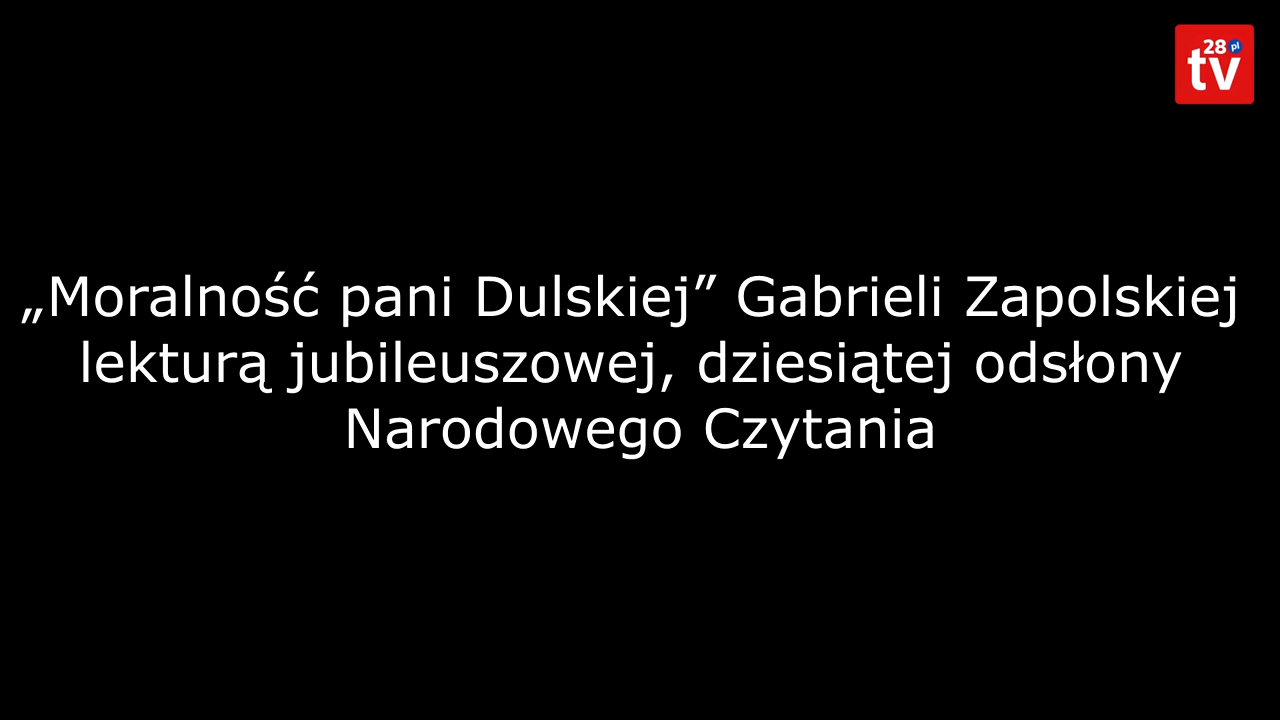 28 pl
tv
„Moralność pani Dulskiej” Gabrieli Zapolskiej
lekturą jubileuszowej, dziesiątej odsłony
Narodowego Czytania